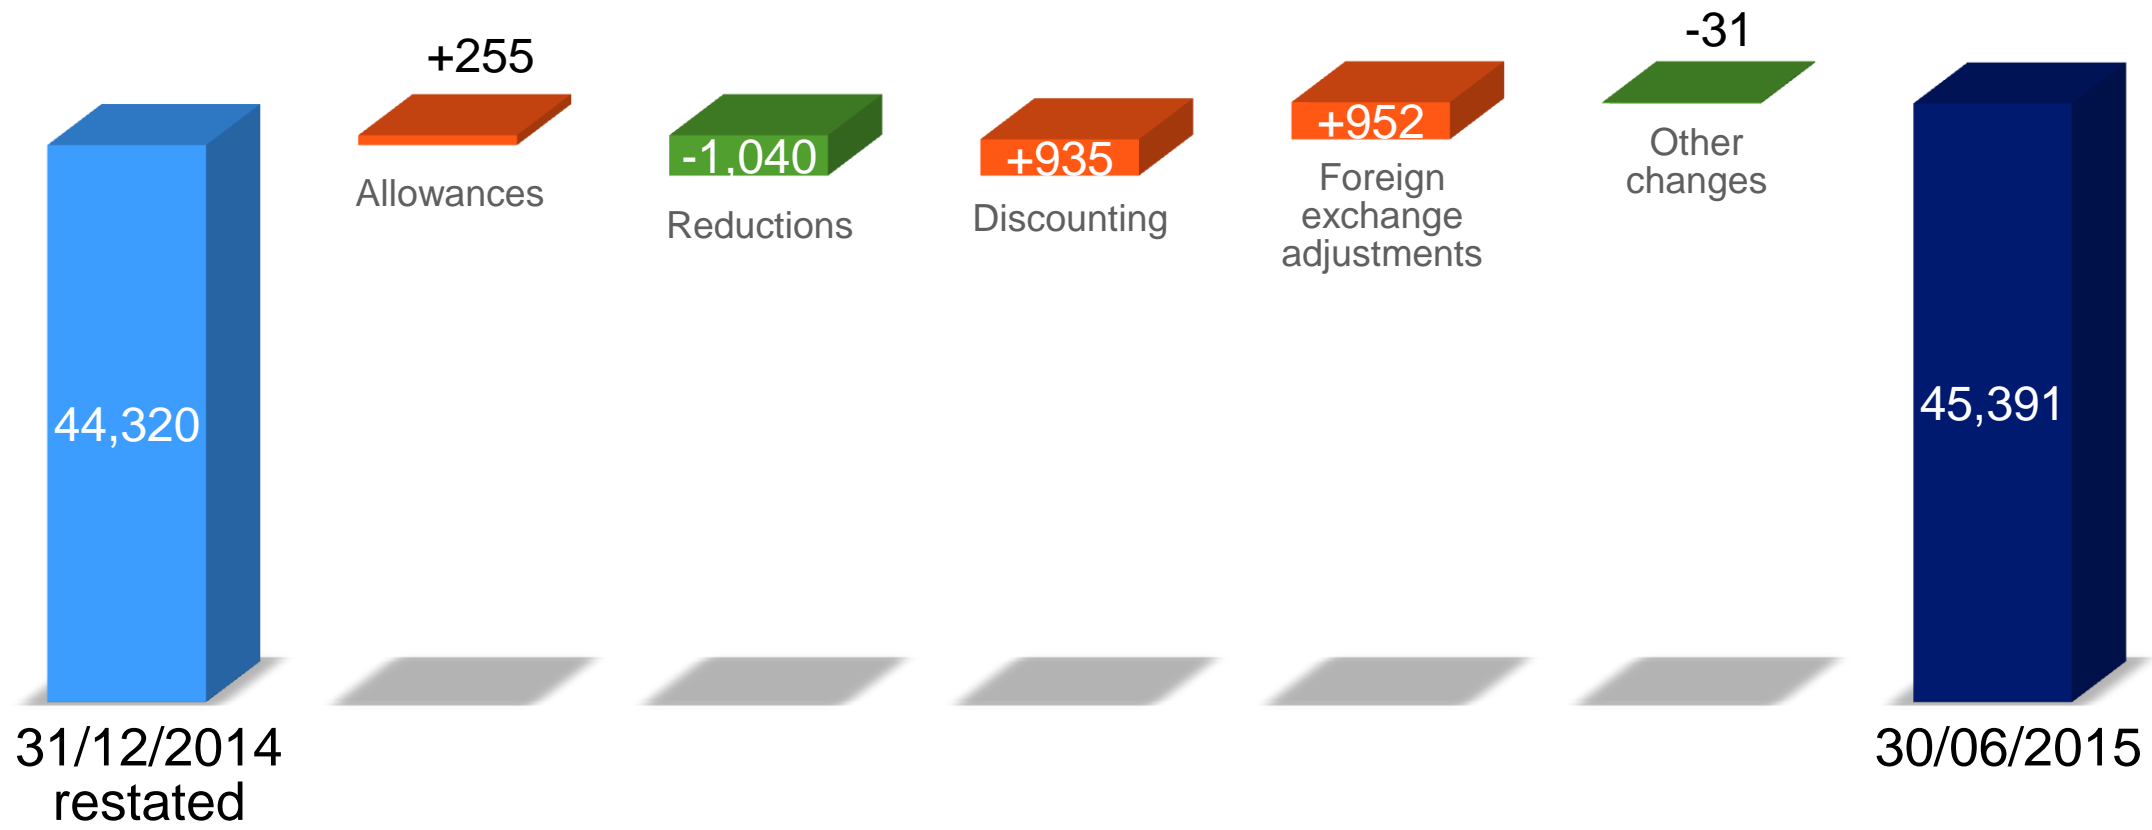 44,320
31/12/2014
restated
+255
Allowances
-1,040
Reductions
+935
Discounting
+952
Foreign
exchange
adjustments
-31
Other
changes
45,391
30/06/2015